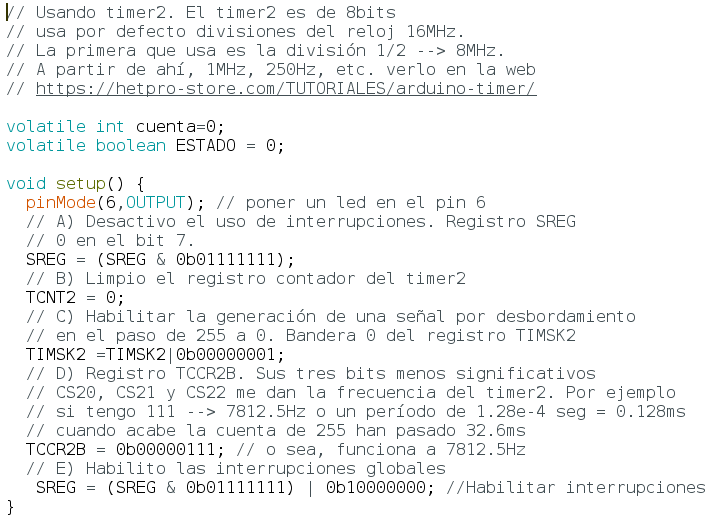 // Usando timer2. El timer2 es de 8bits
// usa por defecto divisiones del reloj 16MHz.
// La primera que usa es la división 1/2 --> 8MHz.
// A partir de ahí, 1MHz, 250Hz, etc. verlo en la web
// https://hetpro-store.com/TUTORIALES/arduino-timer/

volatile int cuenta=0;
volatile boolean ESTADO = 0;

void setup() {
  pinMode(6,OUTPUT); // poner un led en el pin 6
  // A) Desactivo el uso de interrupciones. Registro SREG
  // 0 en el bit 7.
  SREG = (SREG & 0b01111111);
  // B) Limpio el registro contador del timer2
  TCNT2 = 0;
  // C) Habilitar la generación de una señal por desbordamiento
  // en el paso de 255 a 0. Bandera 0 del registro TIMSK2
  TIMSK2 =TIMSK2|0b00000001;
  // D) Registro TCCR2B. Sus tres bits menos significativos
  // CS20, CS21 y CS22 me dan la frecuencia del timer2. Por ejemplo
  // si tengo 111 --> 7812.5Hz o un período de 1.28e-4 seg = 0.128ms
  // cuando acabe la cuenta de 255 han pasado 32.6ms
  TCCR2B = 0b00000111; // o sea, funciona a 7812.5Hz
  // E) Habilito las interrupciones globales
   SREG = (SREG & 0b01111111) | 0b10000000; //Habilitar interrupciones
}